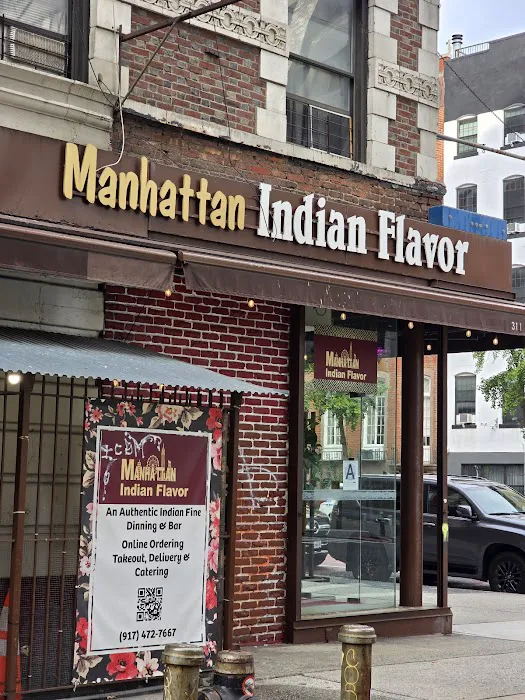 Manhattan Indian Flavor
311
MANHATTAN
Indian Flavor
A
MANHATTAN
Indian Flavor
An Authentic Indian Fine
Dinning & Bar
Online Ordering
Takeout, Delivery &
Catering
(917) 472-7667